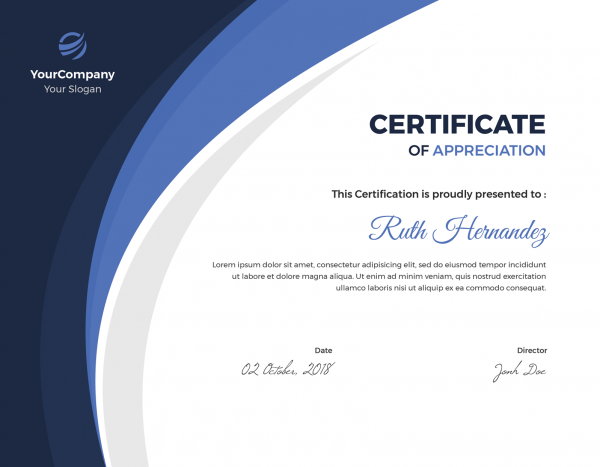 YourCompany
Your Slogan
CERTIFICATE
OF APPRECIATION
This Certification is proudly presented to :
Ruth Hernandez
Lorem ipsum dolor sit amet, consectetur adipisicing elit, sed do eiusmod tempor incididunt
ut labore et dolore magna aliqua. Ut enim ad minim veniam, quis nostrud exercitation
ullamco laboris nisi ut aliquip ex ea commodo consequat.
Date
Director
02 October, 2018
Jonh Doe